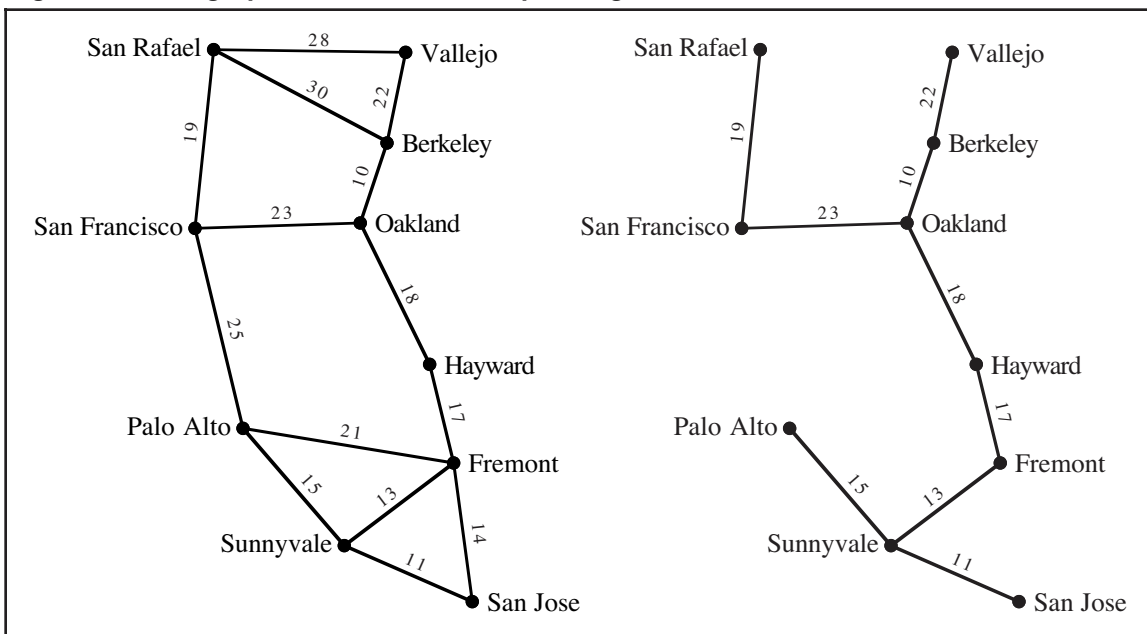 San Rafael
28
Vallejo
30
22
19
Berkeley
10
San Francisco
23
Oakland
18
25
Hayward
17
Palo Alto
21
Fremont
15
13
14
Sunnyvale
11
San Jose
San Rafael
Vallejo
22
19
Berkeley
10
San Francisco
23
Oakland
18
Hayward
17
Palo Alto
Fremont
15
13
Sunnyvale
11
San Jose